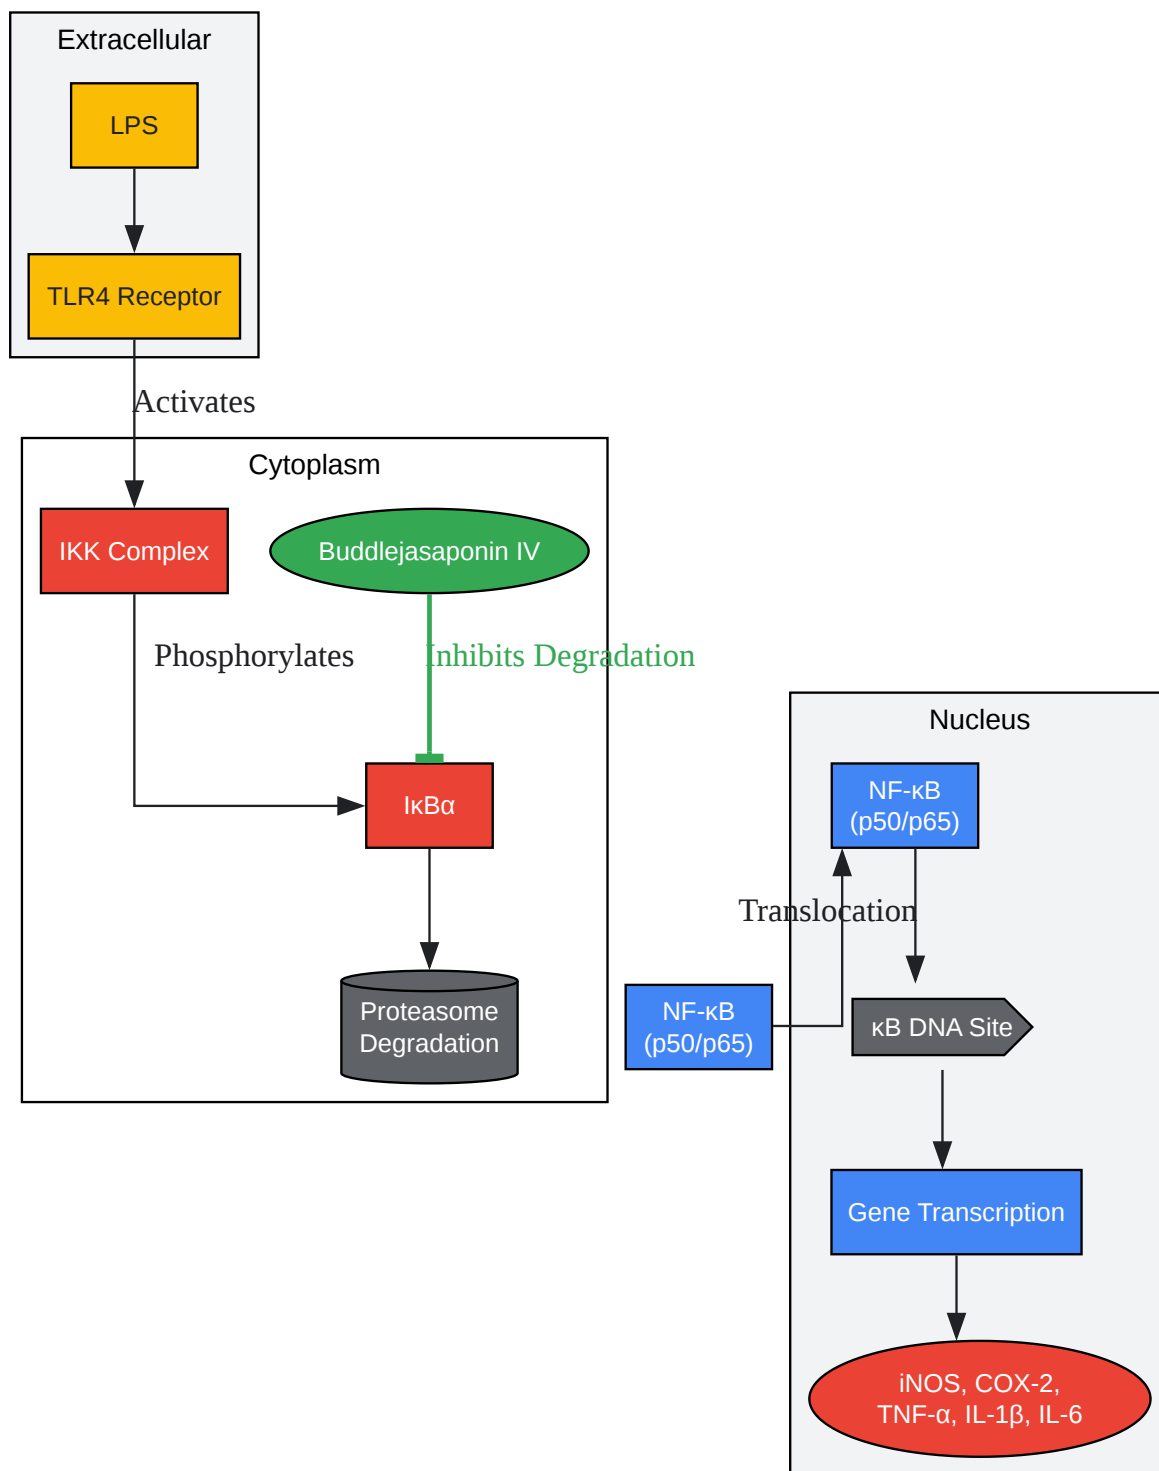 Extracellular
LPS
TLR4 Receptor
Activates
Cytoplasm
IKK Complex
Buddlejasaponin IV
Phosphorylates
Inhibits Degradation
IκBα
Proteasome
Degradation
Nucleus
NF-κB
(p50/p65)
Translocation
NF-κB
(p50/p65)
κB DNA Site
Gene Transcription
iNOS, COX-2,
TNF-α, IL-1β, IL-6